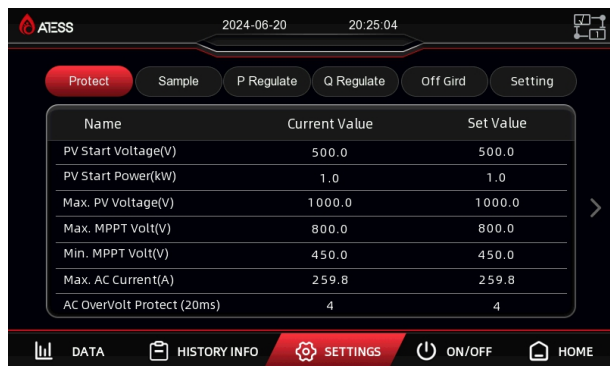 ATESS 2024-06-20 20:25:04
1
Protect Sample P Regulate Q Regulate Off Gird Setting
Name Current Value Set Value
PV Start Voltage(V) 500.0 500.0
PV Start Power(kW) 1.0 1.0
Max. PV Voltage(V) 1000.0 1000.0
Max. MPPT Volt(V) 800.0 800.0
Min. MPPT Volt(V) 450.0 450.0
Max. AC Current(A) 259.8 259.8
AC OverVolt Protect (20ms) 4 4
DATA HISTORY INFO SETTINGS ON/OFF HOME